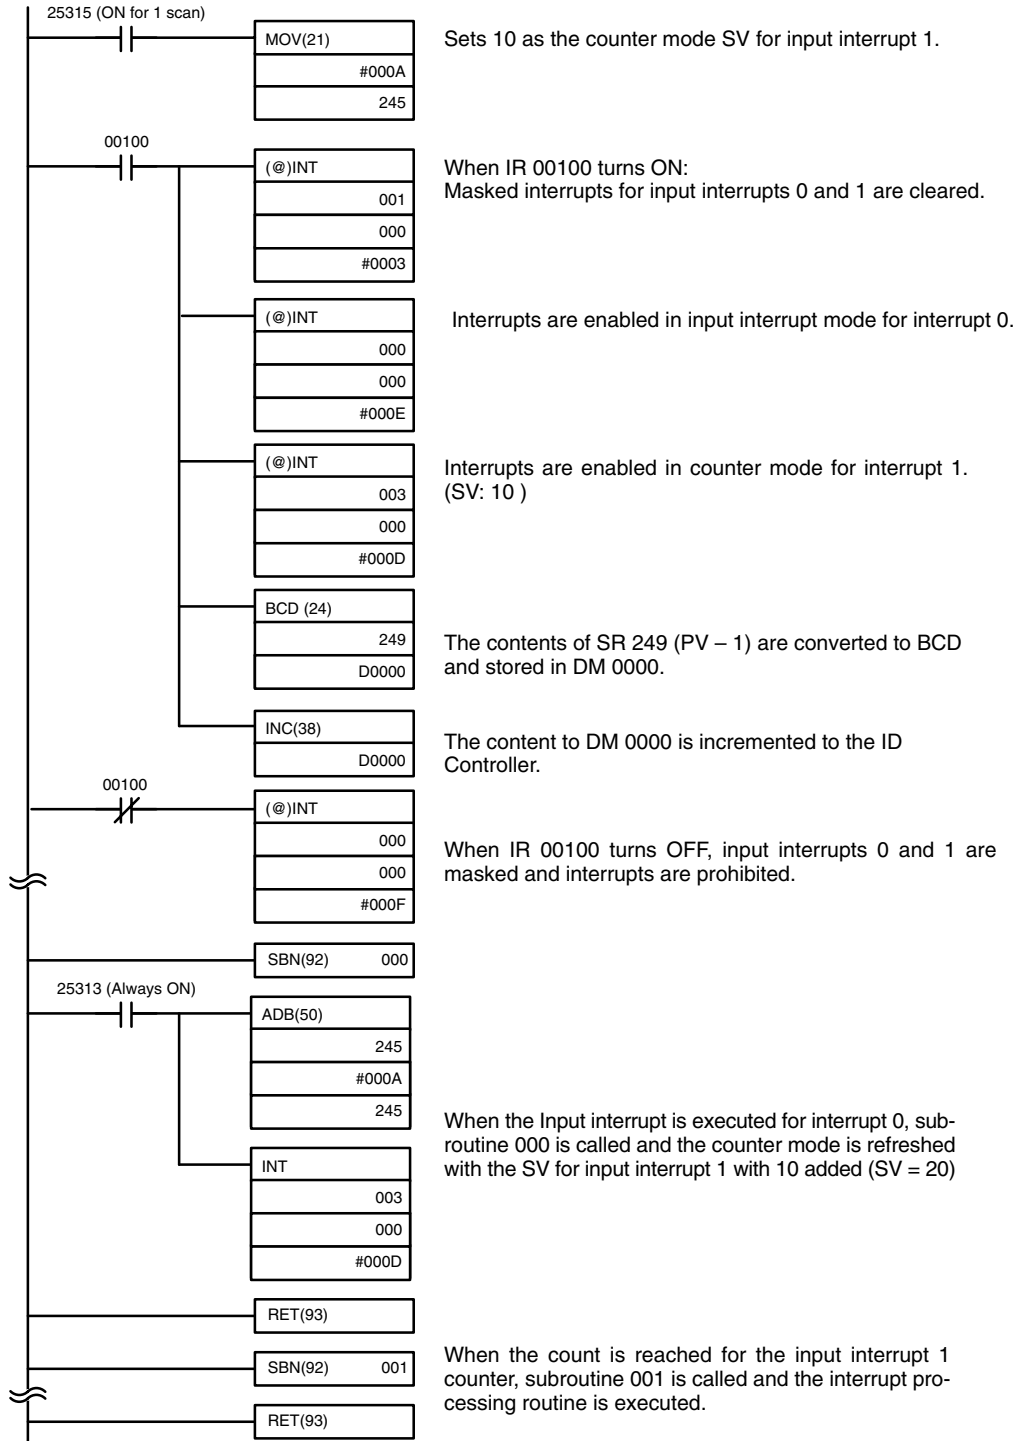 25315 (ON for 1 scan)
MOV(21)
#000A
245
Sets 10 as the counter mode SV for input interrupt 1.
00100
(@)INT
001
000
#0003
When IR 00100 turns ON:
Masked interrupts for input interrupts 0 and 1 are cleared.
(@)INT
000
000
#000E
Interrupts are enabled in input interrupt mode for interrupt 0.
(@)INT
003
000
#000D
Interrupts are enabled in counter mode for interrupt 1.
(SV: 10 )
BCD (24)
249
D0000
The contents of SR 249 (PV – 1) are converted to BCD
and stored in DM 0000.
INC(38)
D0000
The content to DM 0000 is incremented to the ID
Controller.
00100
(@)INT
000
000
#000F
When IR 00100 turns OFF, input interrupts 0 and 1 are
masked and interrupts are prohibited.
SBN(92) 000
25313 (Always ON)
ADB(50)
245
#000A
245
INT
003
000
#000D
When the Input interrupt is executed for interrupt 0, sub-
routine 000 is called and the counter mode is refreshed
with the SV for input interrupt 1 with 10 added (SV = 20)
RET(93)
SBN(92) 001
RET(93)
When the count is reached for the input interrupt 1
counter, subroutine 001 is called and the interrupt pro-
cessing routine is executed.